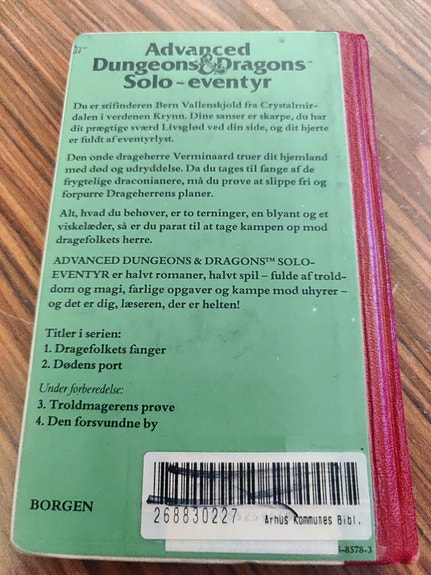 Advanced
Dungeons & Dragons™
Solo-eventyr
Du er stifinderen Bern Vallenskjold fra Crystalmir-
dalen i verdenen Krynn. Dine sanser er skarpe, du har
dit prægtige sværd Livsglød ved din side, og dit hjerte
er fuldt af eventyrlyst.
Den onde drageherre Verminaard truer dit hjemland
med død og udryddelse. Da du tages til fange af de
frygtelige draconianere, må du prøve at slippe fri og
forpurre Drageherrens planer.
Alt, hvad du behøver, er to terninger, en blyant og et
viskelæder, så er du parat til at tage kampen op mod
dragefolkets herre.
ADVANCED DUNGEONS & DRAGONS™ SOLO-
EVENTYR er halvt romaner, halvt spil – fulde af trold-
dom og magi, farlige opgaver og kampe mod uhyrer –
og det er dig, læseren, der er helten!
Titler i serien:
1. Dragefolkets fanger
2. Dødens port
Under forberedelse:
3. Troldmagerens prøve
4. Den forsvundne by
BORGEN
268830227
Århus Kommunes Bibl.
-8578-3